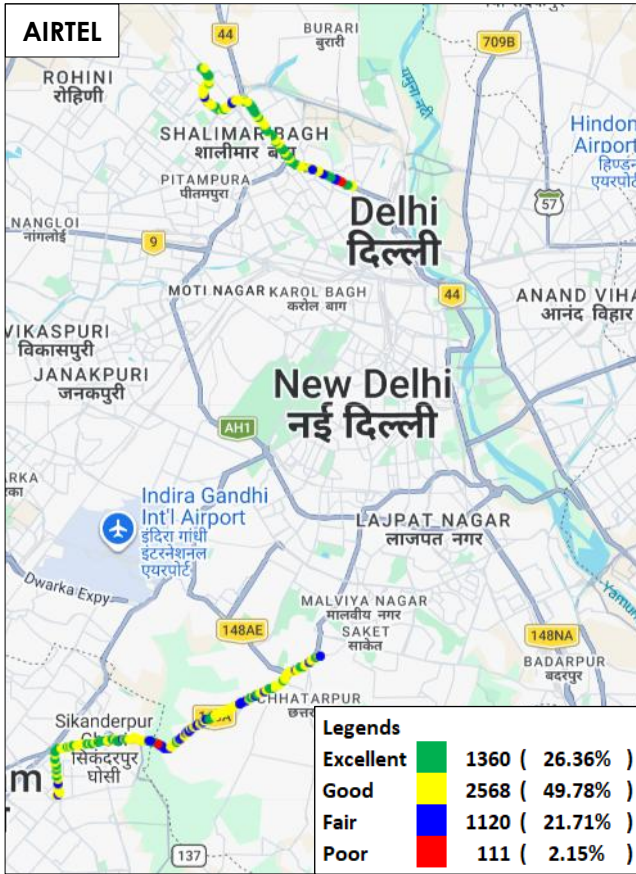 AIRTEL
44
BURARI
बुरारी
709B
ROHINI
रोहिणी
यमुना नदी
SHALIMAR BAGH
शालीमार बाग
Hindon
Airport
हिण्डन
एयरपोर्ट
PITAMPURA
पीतमपुरा
57
NANGLOI
नांगलोई
Delhi
दिल्ली
9
MOTI NAGAR
KAROL BAGH
करोल बाग
44
ANAND VIHA
आनंद विहार
VIKASPURI
विकासपुरी
JANAKPURI
जनकपुरी
New Delhi
नई दिल्ली
AH1
ARKA
Indira Gandhi
Int'l Airport
इंदिरा गांधी
इंटरनेशनल
एयरपोर्ट
LAJPAT NAGAR
लाजपत नगर
Dwarka Expy
Yamun
MALVIYA NAGAR
मालवीय नगर
148AE
SAKET
साकेत
148NA
BADARPUR
बदरपुर
CHHATARPUR
छत्तर
Sikanderpur
सिकंदरपुर
घोसी
m
137
Legends
Excellent 1360 ( 26.36% )
Good 2568 ( 49.78% )
Fair 1120 ( 21.71% )
Poor 111 ( 2.15% )